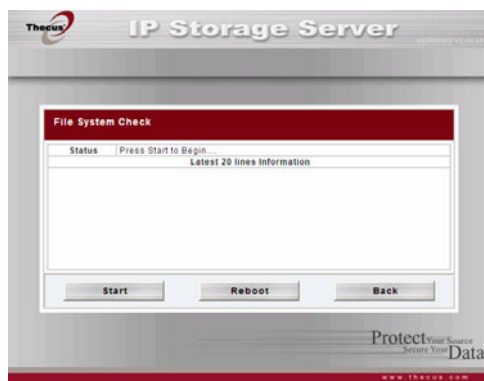 Thecus
IP Storage Server
File System Check
Status Press Start to Begin....
Latest 20 lines Information
Start Reboot Back
Protect Your Source
Secure Your Data
www.thecus.com